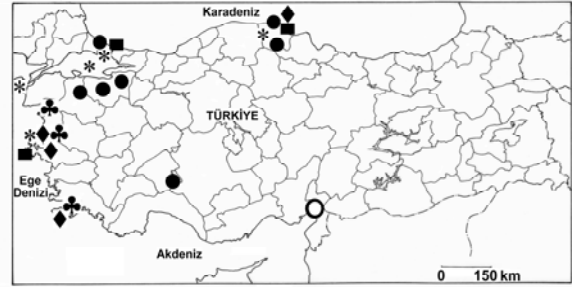 Karadeniz
TÜRKİYE
Ege
Denizi
Akdeniz
0 150 km